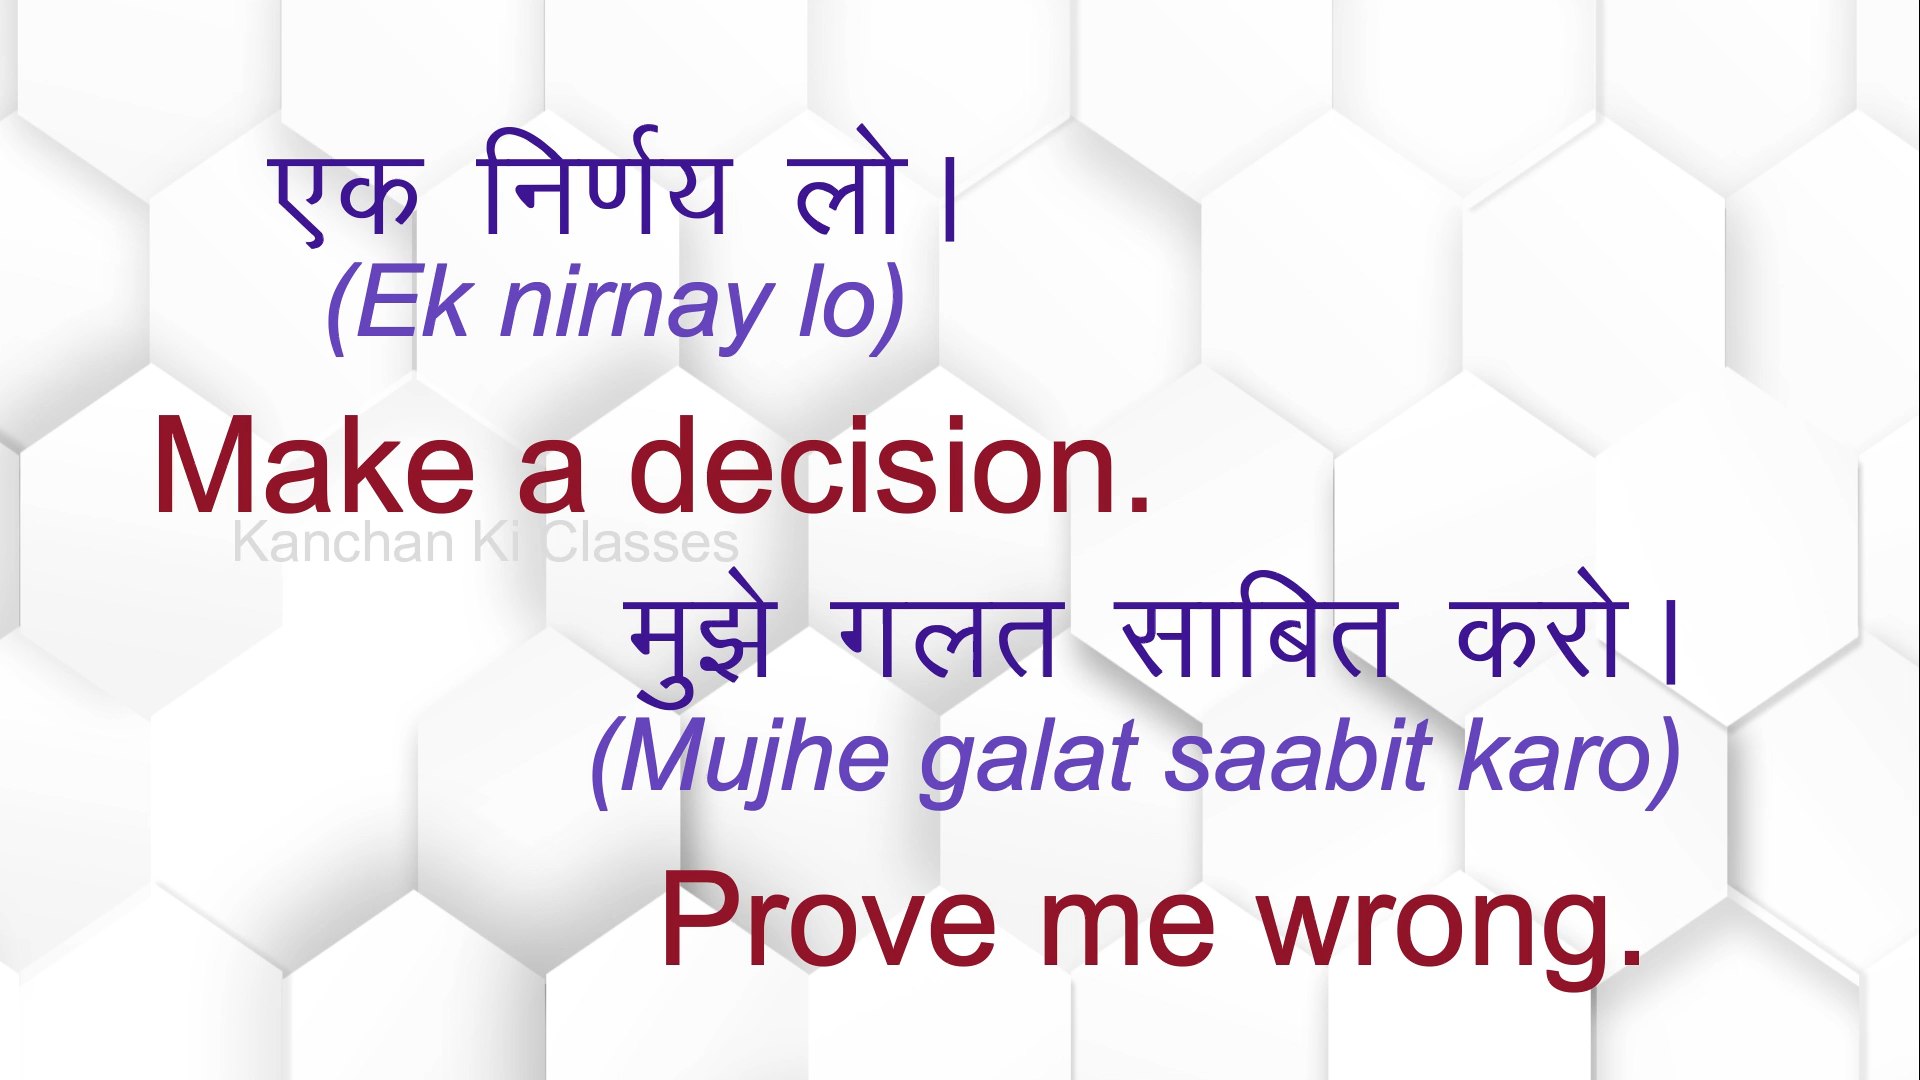 एक निर्णय लो।
(Ek nirnay lo)
Make a decision.
Kanchan Ki Classes
मुझे गलत साबित करो।
(Mujhe galat saabit karo)
Prove me wrong.